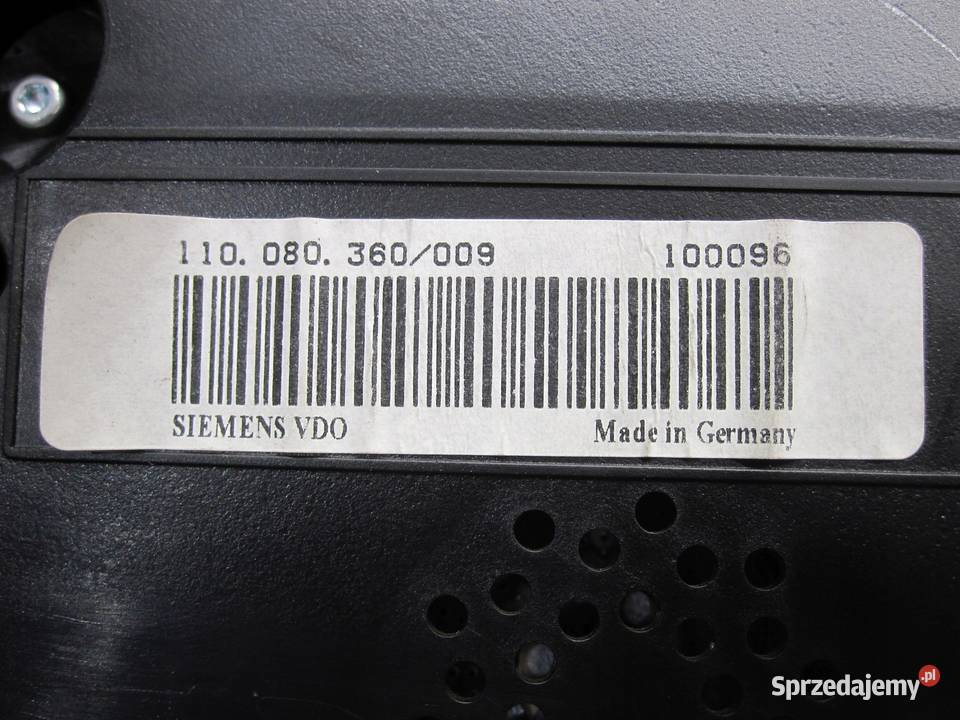 110. 080. 360/009 100096
SIEMENS VDO Made in Germany
Sprzedajemy.pl